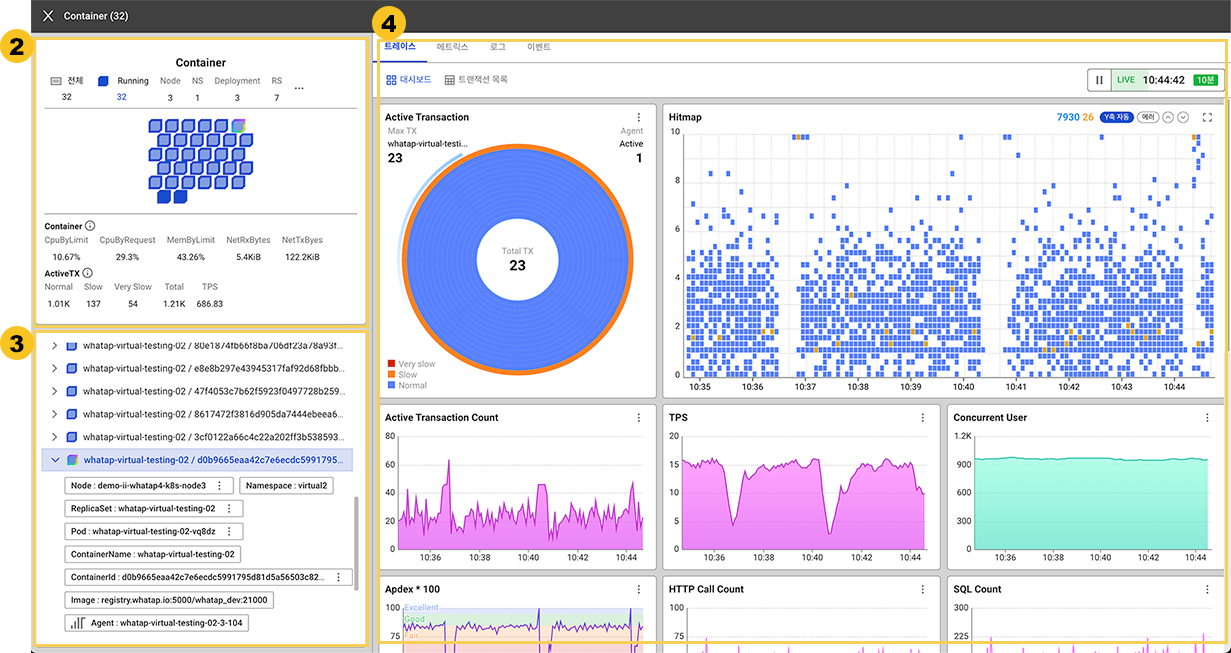 Container (32)
2
Container
전체 Running Node NS Deployment RS ...
32 32 3 1 3 7
Container
CpuByLimit CpuByRequest MemByLimit NetRxBytes NetTxByes
10.67% 29.3% 43.26% 5.4KiB 122.2KiB
ActiveTX
Normal Slow Very Slow Total TPS
1.01K 137 54 1.21K 686.83
3
whatap-virtual-testing-02 / 80e1874fb66f8ba706df23a78a93f...
whatap-virtual-testing-02 / e8e8b297e43945317faf92d68fbbb...
whatap-virtual-testing-02 / 47f4053c7b62f5923f0497728b259...
whatap-virtual-testing-02 / 8617472f3816d905da7444ebeea6...
whatap-virtual-testing-02 / 3cf0122a66c4c22a202ff3b538593...
whatap-virtual-testing-02 / d0b9665eaa42c7e6ecdc5991795...
Node : demo-ii-whatap4-k8s-node3 Namespace : virtual2
ReplicaSet : whatap-virtual-testing-02
Pod : whatap-virtual-testing-02-vq8dz
ContainerName : whatap-virtual-testing-02
ContainerId : d0b9665eaa42c7e6ecdc5991795d81d5a56503c82...
Image : registry.whatap.io:5000/whatap_dev:21000
Agent : whatap-virtual-testing-02-3-104
4
트레이스 메트릭스 로그 이벤트
대시보드 트랜잭션 목록
LIVE 10:44:42 10분
Active Transaction
Max TX Agent
whatap-virtual-testi... Active
23 1
Total TX
23
Very slow
Slow
Normal
Hitmap
7930 26 Y축 자동 에러
10
8
6
4
2
0
10:35 10:36 10:37 10:38 10:39 10:40 10:41 10:42 10:43 10:44
Active Transaction Count
80
60
40
20
0
10:36 10:38 10:40 10:42 10:44
TPS
20
15
10
5
0
10:36 10:38 10:40 10:42 10:44
Concurrent User
1.2K
900
600
300
0
10:36 10:38 10:40 10:42 10:44
Apdex * 100
100
75
Excellent
Good
Fair
HTTP Call Count
100
75
SQL Count
300
225